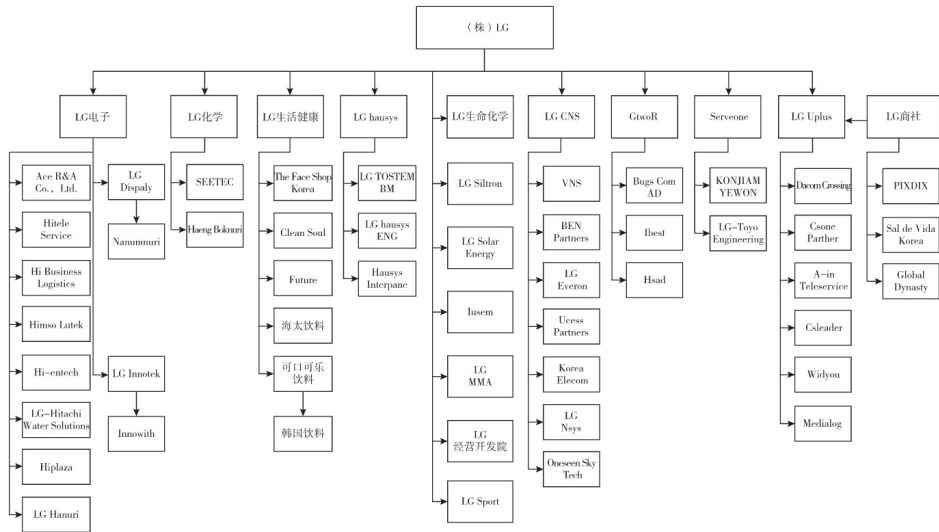 （株）LG
LG电子
LG化学
LG生活健康
LG hausys
LG生命化学
LG CNS
GtwoR
Serveone
LG Uplus
LG商社
Ace R&A
Co.，Ltd.
Hitele
Service
Hi Business
Logistics
Himso Lutek
Hi-entech
LG-Hitachi
Water Solutions
Hiplaza
LG Hanuri
LG
Dispaly
Nanumnuri
LG Innotek
Innowith
SEETEC
Haeng Boknuri
The Face Shop
Korea
Clean Soul
Future
海太饮料
可口可乐
饮料
韩国饮料
LG TOSTEM
BM
LG hausys
ENG
Hausys
Interpane
LG Siltron
LG Solar
Energy
Iusem
LG
MMA
LG
经营开发院
LG Sport
VNS
BEN
Partners
LG
Everon
Ucess
Partners
Korea
Elecom
LG
Nsys
Oneseen Sky
Tech
Bugs Com
AD
Ibest
Hsad
KONJIAM
YEWON
LG-Toyo
Engineering
Dacom Crossing
Csone
Parther
A-in
Teleservice
Csleader
Widyou
Medialog
PIXDIX
Sal de Vida
Korea
Global
Dynasty